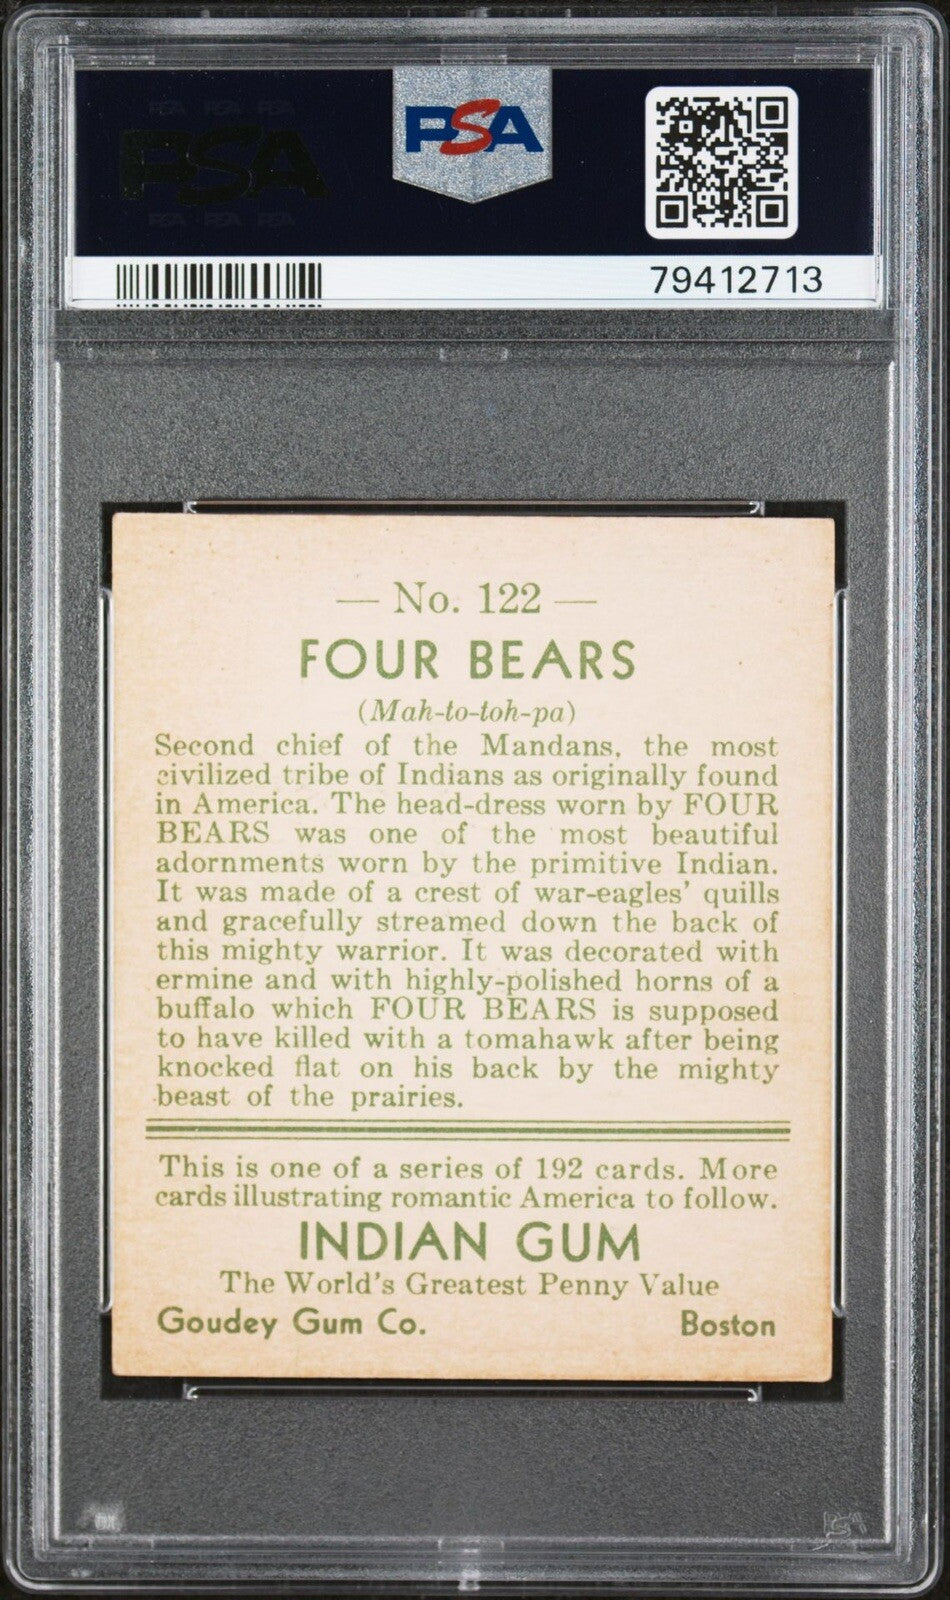 PSA
PSA
79412713
— No. 122 —
FOUR BEARS
(Mah-to-toh-pa)
Second chief of the Mandans, the most
civilized tribe of Indians as originally found
in America. The head-dress worn by FOUR
BEARS was one of the most beautiful
adornments worn by the primitive Indian.
It was made of a crest of war-eagles' quills
and gracefully streamed down the back of
this mighty warrior. It was decorated with
ermine and with highly-polished horns of a
buffalo which FOUR BEARS is supposed
to have killed with a tomahawk after being
knocked flat on his back by the mighty
beast of the prairies.
This is one of a series of 192 cards. More
cards illustrating romantic America to follow.
INDIAN GUM
The World's Greatest Penny Value
Goudey Gum Co. Boston